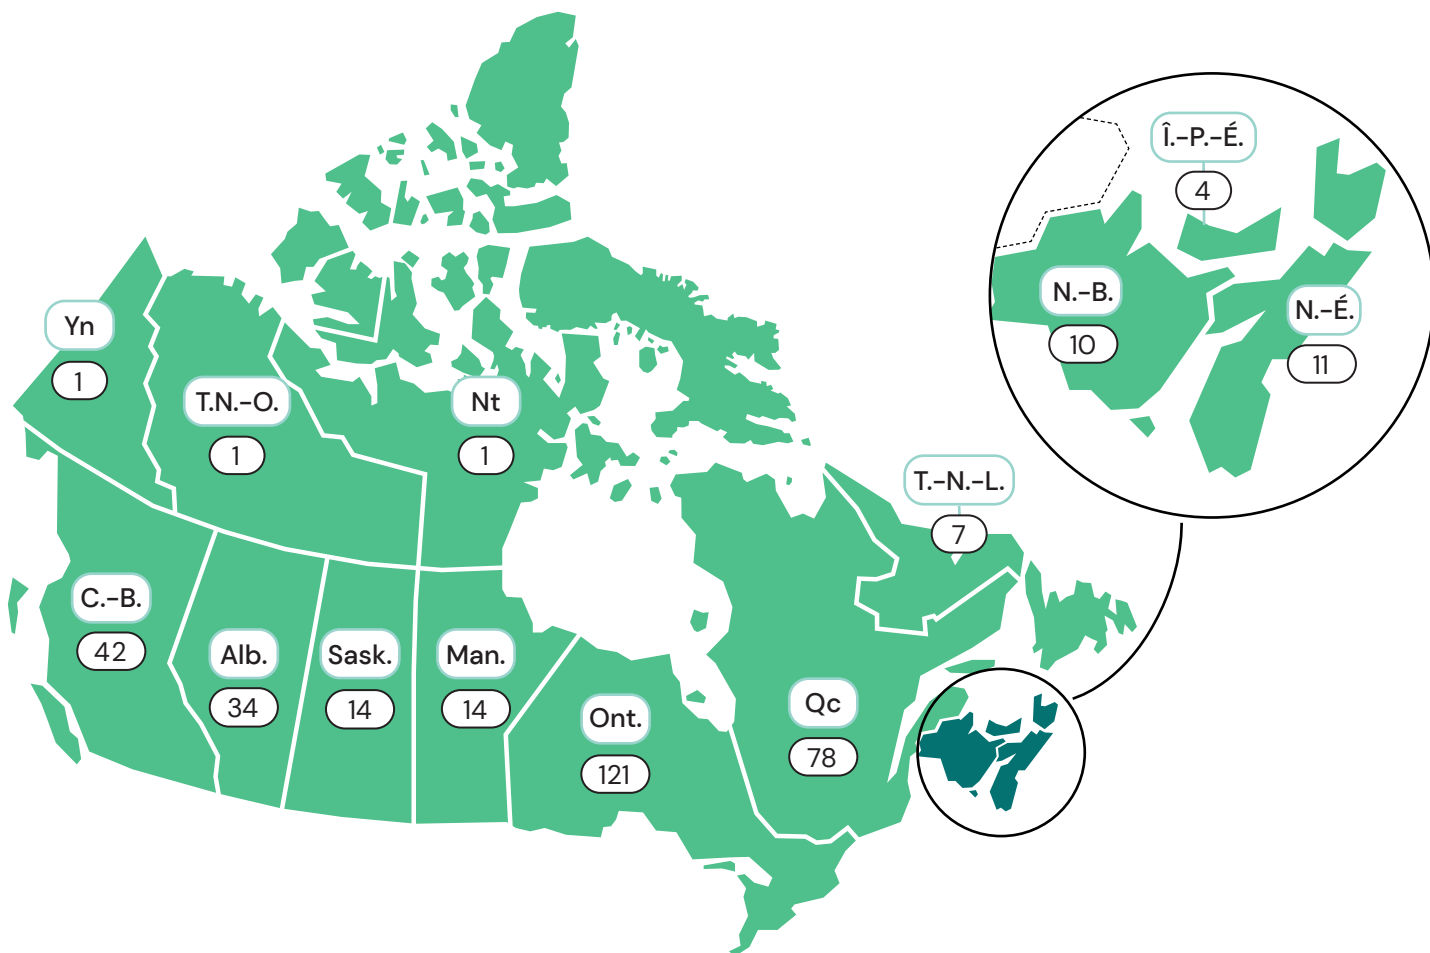 Î.-P.-É.
4
N.-B.
10
N.-É.
11
Yn
1
T.N.-O.
1
Nt
1
T.-N.-L.
7
C.-B.
42
Alb.
34
Sask.
14
Man.
14
Ont.
121
Qc
78